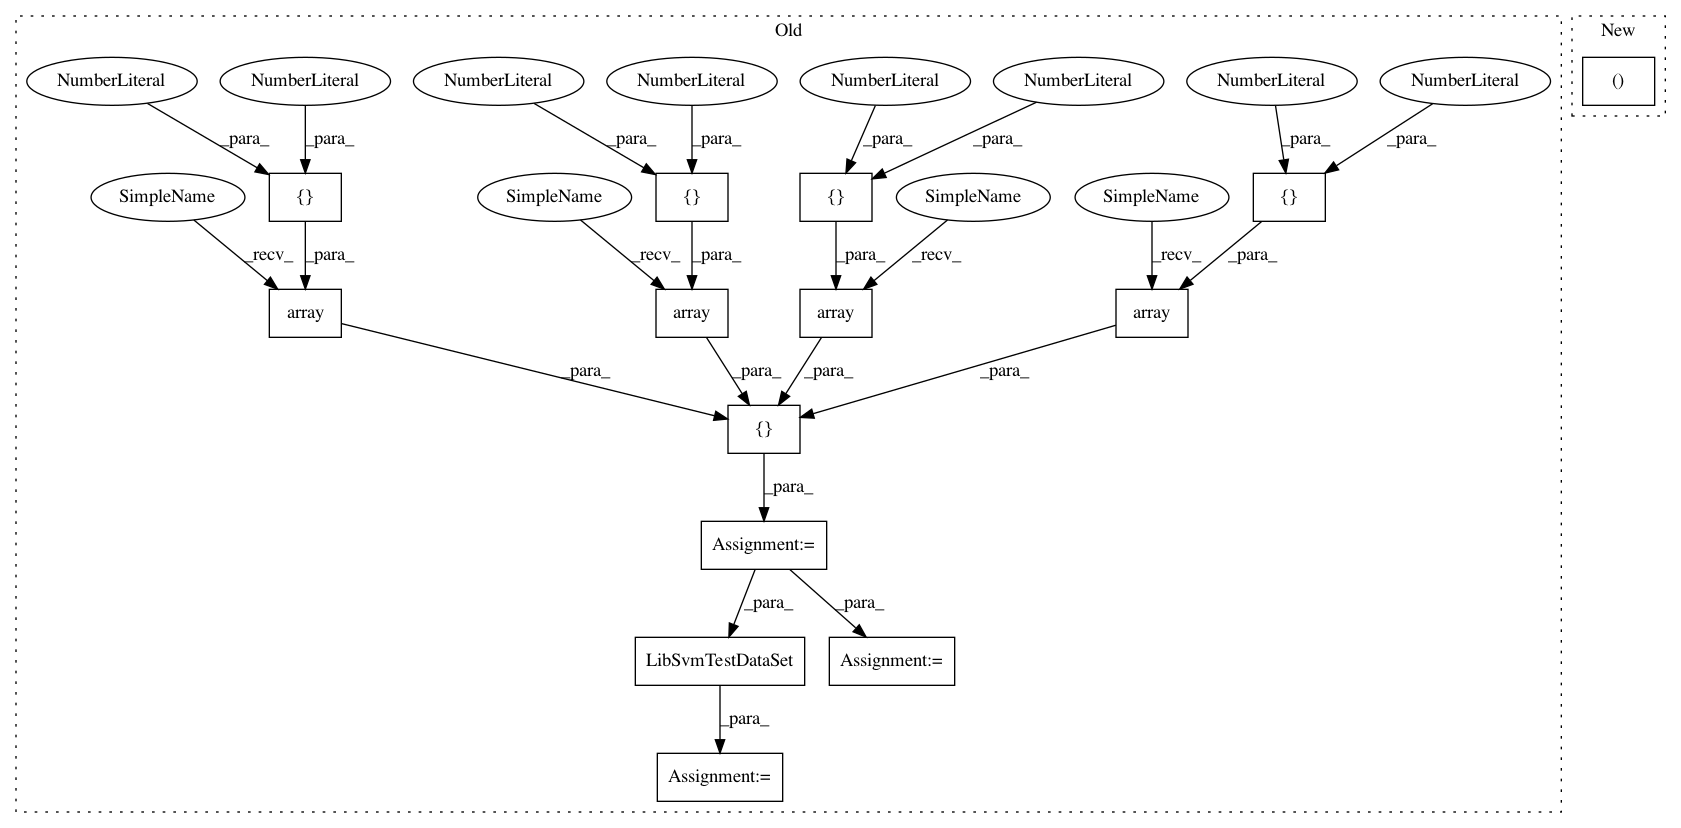 Old
New
NumberLiteral NumberLiteral NumberLiteral NumberLiteral NumberLiteral NumberLiteral NumberLiteral NumberLiteral
()
_para_ _para_ _para_ _para_ _para_ _para_ _para_ _para_
SimpleName {} SimpleName {} {} SimpleName SimpleName {}
_recv_ _para_ _recv_ _para_ _para_ _recv_ _recv_ _para_
array array array array
_para_ _para_ _para_ _para_
{}
_para_
Assignment:=
_para_ _para_
LibSvmTestDataSet Assignment:=
_para_
Assignment:=